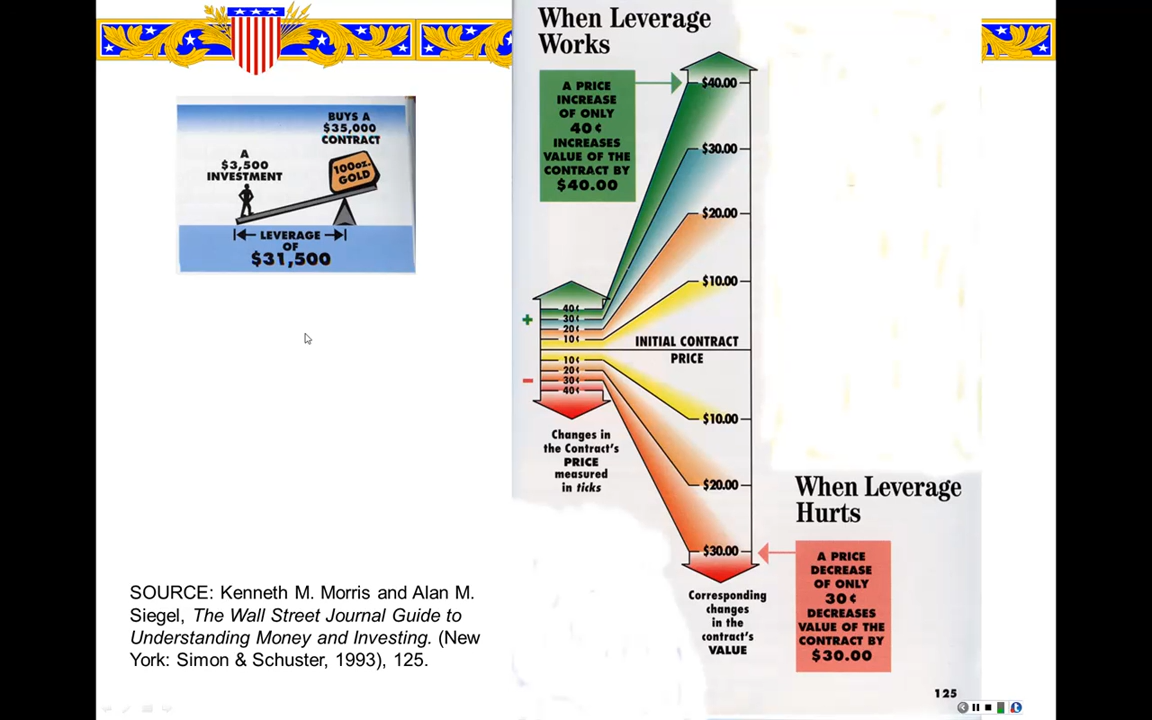 When Leverage
Works
A PRICE
INCREASE
OF ONLY
40¢
INCREASES
VALUE OF THE
CONTRACT BY
$40.00
$40.00
$30.00
$20.00
$10.00
BUYS A
$35,000
CONTRACT
A
$3,500
INVESTMENT
100oz.
GOLD
LEVERAGE
OF
$31,500
+
40¢
30¢
20¢
10¢
INITIAL CONTRACT
PRICE
10¢
20¢
30¢
40¢
–
$10.00
$20.00
$30.00
Changes in
the Contract's
PRICE
measured
in ticks
When Leverage
Hurts
A PRICE
DECREASE
OF ONLY
30¢
DECREASES
VALUE OF THE
CONTRACT BY
$30.00
Corresponding
changes
in the
contract's
VALUE
SOURCE: Kenneth M. Morris and Alan M.
Siegel, The Wall Street Journal Guide to
Understanding Money and Investing. (New
York: Simon & Schuster, 1993), 125.
125